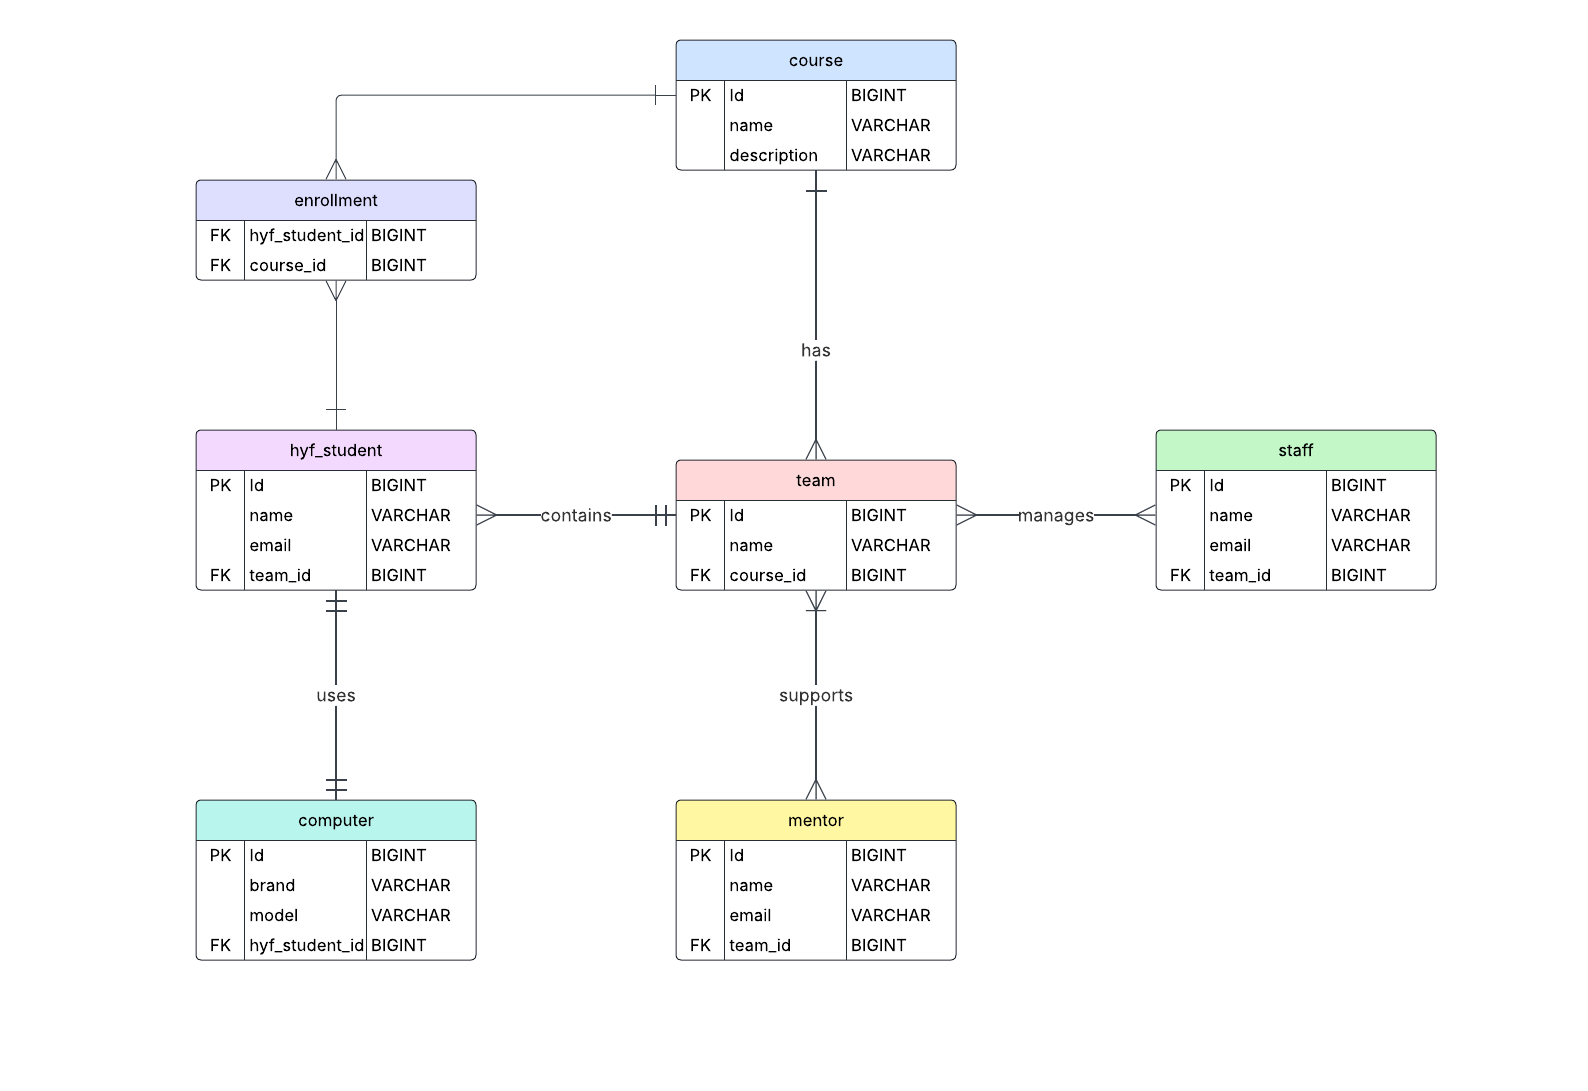 course
PK Id BIGINT
name VARCHAR
description VARCHAR
enrollment
FK hyf_student_id BIGINT
FK course_id BIGINT
has
hyf_student
PK Id BIGINT
name VARCHAR
email VARCHAR
FK team_id BIGINT
contains
team
PK Id BIGINT
name VARCHAR
FK course_id BIGINT
manages
staff
PK Id BIGINT
name VARCHAR
email VARCHAR
FK team_id BIGINT
uses
supports
computer
PK Id BIGINT
brand VARCHAR
model VARCHAR
FK hyf_student_id BIGINT
mentor
PK Id BIGINT
name VARCHAR
email VARCHAR
FK team_id BIGINT